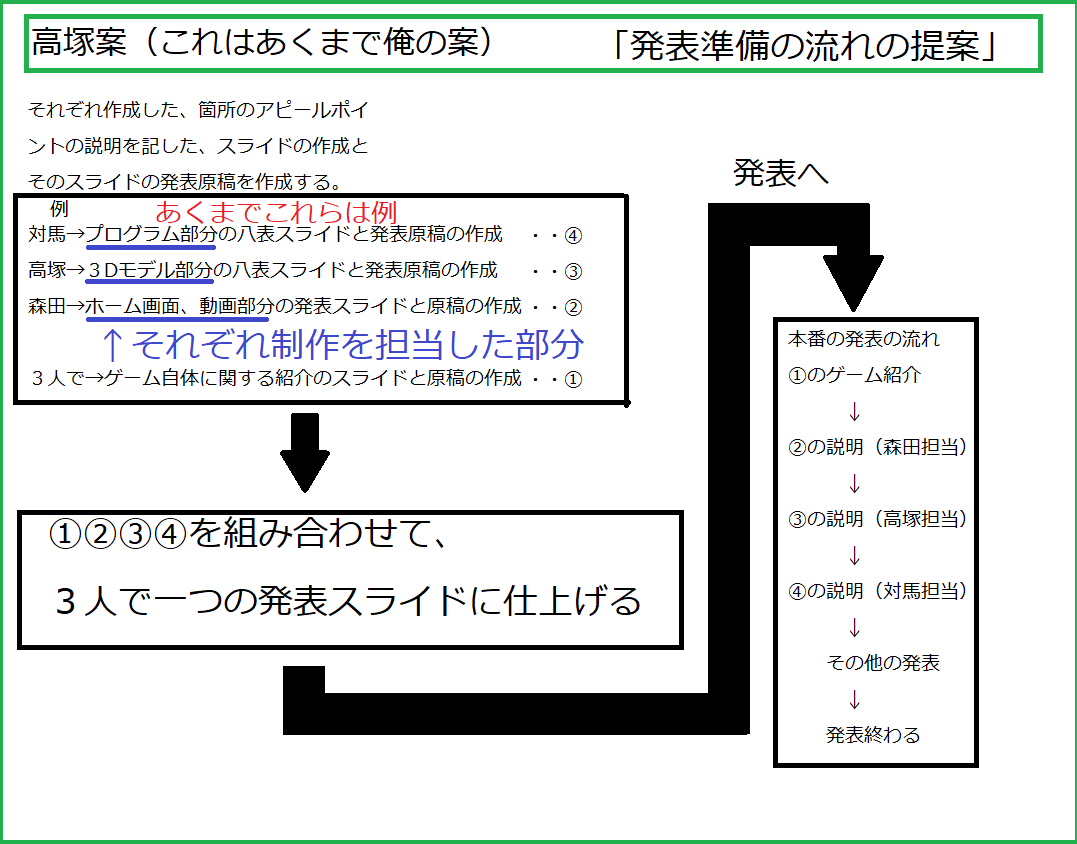 高塚案（これはあくまで俺の案）　「発表準備の流れの提案」
それぞれ作成した、箇所のアピールポイ
ントの説明を記した、スライドの作成と
そのスライドの発表原稿を作成する。
例
あくまでこれらは例
対馬→プログラム部分の八表スライドと発表原稿の作成　・・④
高塚→３Dモデル部分の八表スライドと発表原稿の作成　・・③
森田→ホーム画面、動画部分の発表スライドと原稿の作成・・②
↑それぞれ制作を担当した部分
３人で→ゲーム自体に関する紹介のスライドと原稿の作成・・①
①②③④を組み合わせて、
３人で一つの発表スライドに仕上げる
発表へ
本番の発表の流れ
①のゲーム紹介
↓
②の説明（森田担当）
↓
③の説明（高塚担当）
↓
④の説明（対馬担当）
↓
その他の発表
↓
発表終わる